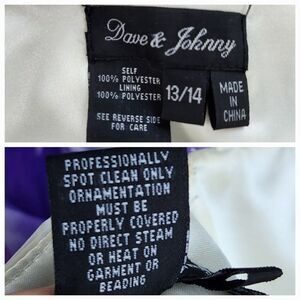 Dave & Johnny
SELF
100% POLYESTER
LINING
100% POLYESTER
SEE REVERSE SIDE
FOR CARE
13/14
MADE
IN
CHINA
PROFESSIONALLY
SPOT CLEAN ONLY
ORNAMENTATION
MUST BE
PROPERLY COVERED
NO DIRECT STEAM
OR HEAT ON
GARMENT OR
BEADING